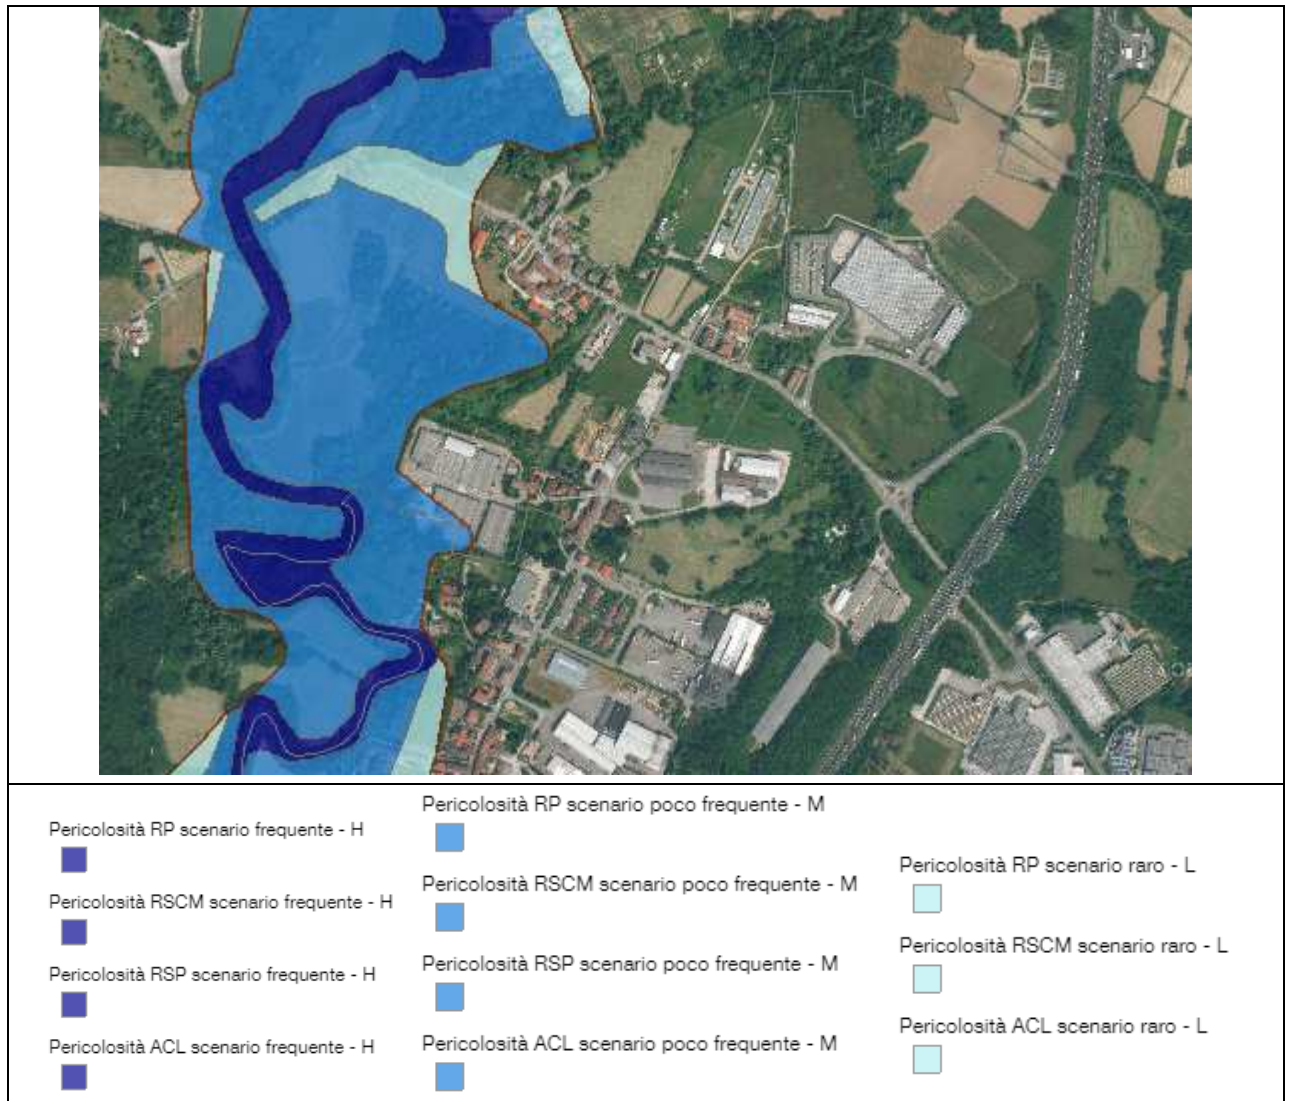 Pericolosità RP scenario frequente - H
Pericolosità RSCM scenario frequente - H
Pericolosità RSP scenario frequente - H
Pericolosità ACL scenario frequente - H
Pericolosità RP scenario poco frequente - M
Pericolosità RSCM scenario poco frequente - M
Pericolosità RSP scenario poco frequente - M
Pericolosità ACL scenario poco frequente - M
Pericolosità RP scenario raro - L
Pericolosità RSCM scenario raro - L
Pericolosità ACL scenario raro - L